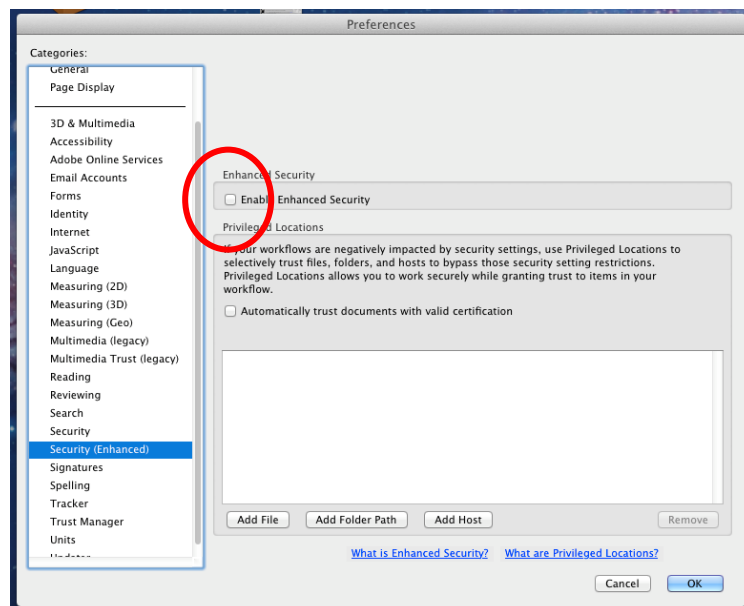 Preferences
Categories:
General
Page Display
3D & Multimedia
Accessibility
Adobe Online Services
Email Accounts
Forms
Identity
Internet
JavaScript
Language
Measuring (2D)
Measuring (3D)
Measuring (Geo)
Multimedia (legacy)
Multimedia Trust (legacy)
Reading
Reviewing
Search
Security
Security (Enhanced)
Signatures
Spelling
Tracker
Trust Manager
Units
Updater
Enhanced Security
Enable Enhanced Security
Privileged Locations
If your workflows are negatively impacted by security settings, use Privileged Locations to
selectively trust files, folders, and hosts to bypass those security setting restrictions.
Privileged Locations allows you to work securely while granting trust to items in your
workflow.
Automatically trust documents with valid certification
Add File
Add Folder Path
Add Host
Remove
What is Enhanced Security?
What are Privileged Locations?
Cancel
OK